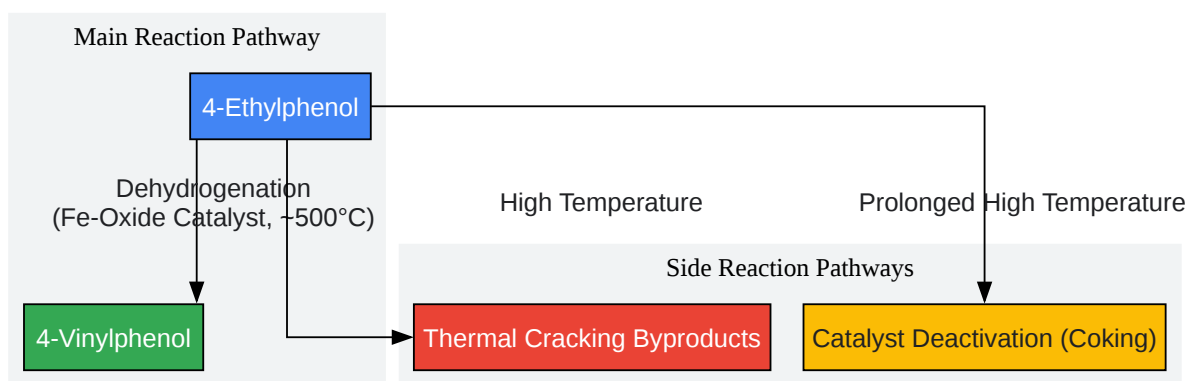 Main Reaction Pathway
4-Ethylphenol
Dehydrogenation
(Fe-Oxide Catalyst, ~500°C)
High Temperature
Prolonged High Temperature
Side Reaction Pathways
4-Vinylphenol
Thermal Cracking Byproducts
Catalyst Deactivation (Coking)